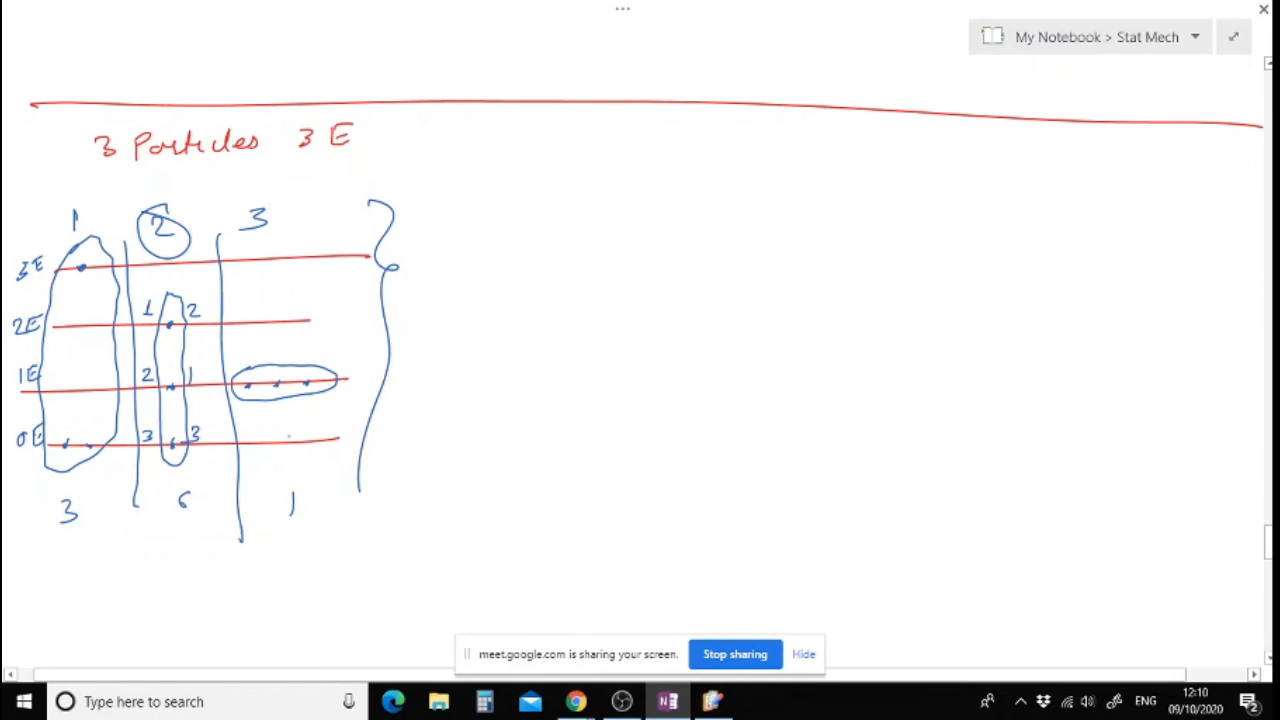 My Notebook > Stat Mech
3 Particles 3 E
1 2 3
3E
2E 1 2
1E 2 1
0E 3 3
3 6 1
meet.google.com is sharing your screen. Stop sharing Hide
Type here to search
ENG
12:10
09/10/2020
2